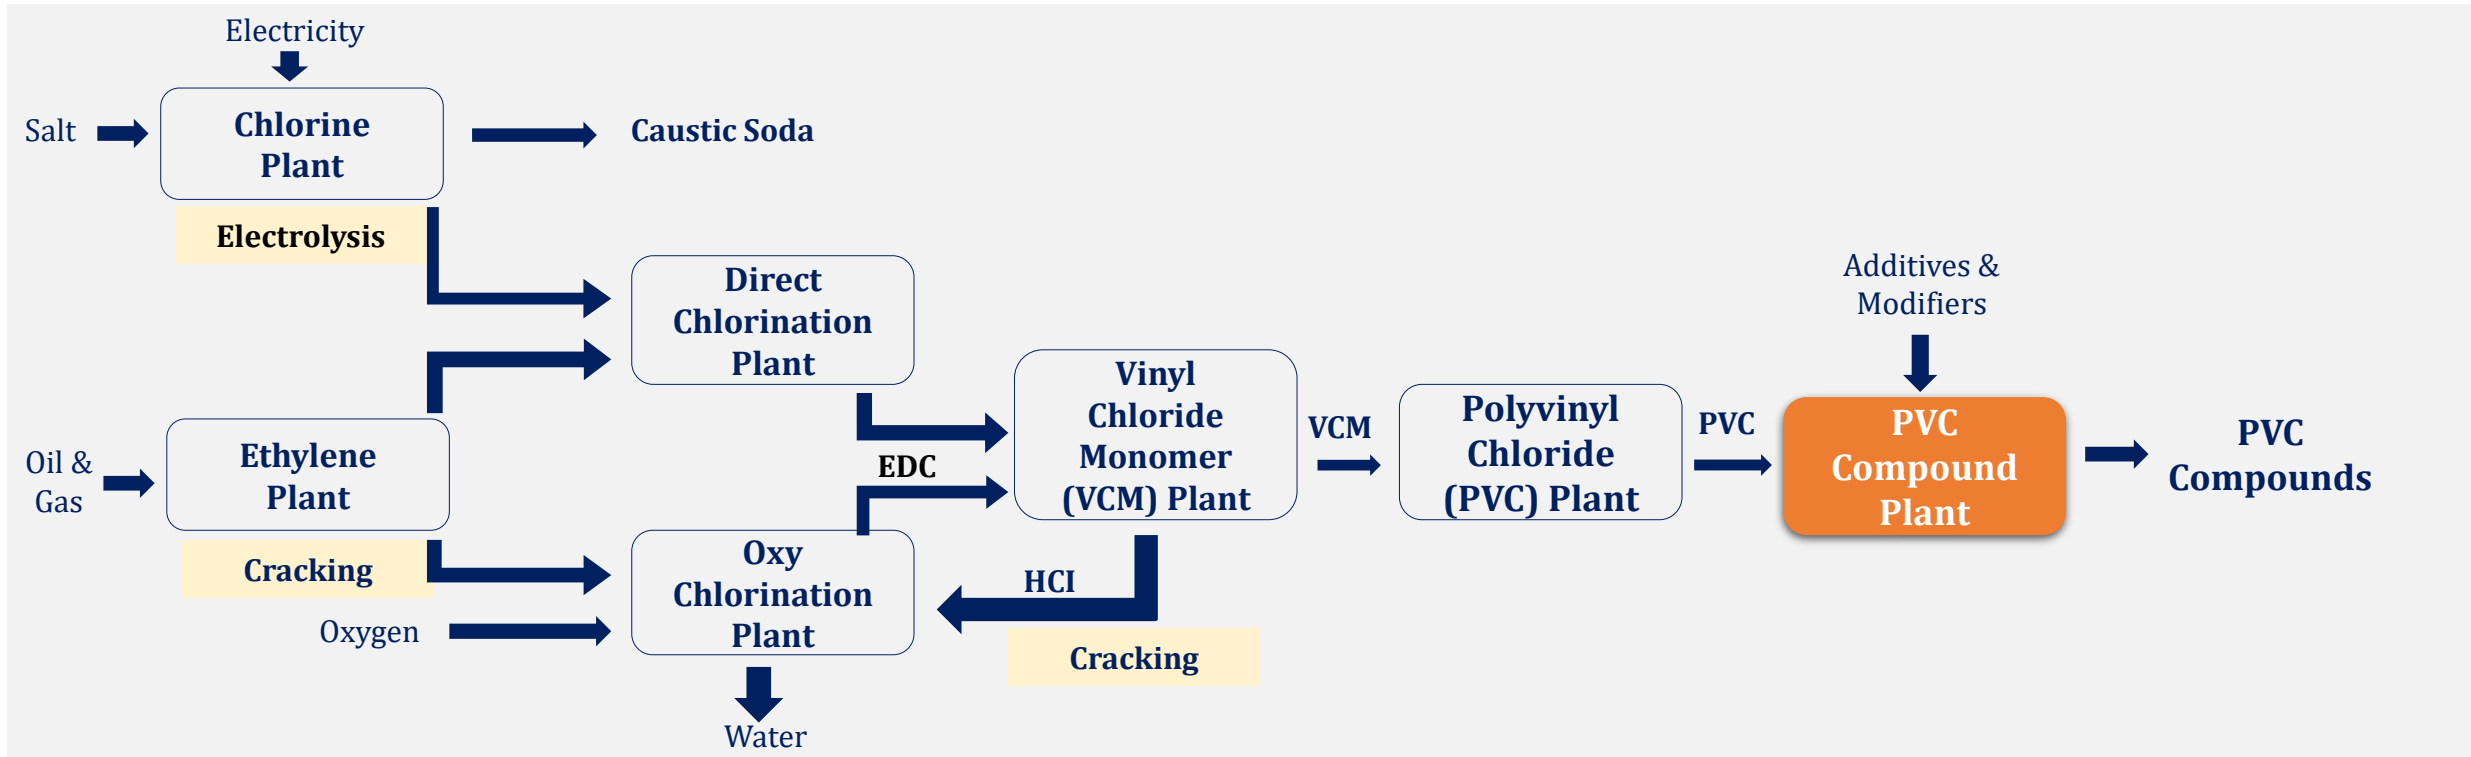 Electricity
Salt
Chlorine
Plant
Caustic Soda
Electrolysis
Direct
Chlorination
Plant
Additives &
Modifiers
Oil &
Gas
Ethylene
Plant
Cracking
Oxygen
EDC
Oxy
Chlorination
Plant
Water
Vinyl
Chloride
Monomer
(VCM) Plant
HCI
Cracking
VCM
Polyvinyl
Chloride
(PVC) Plant
PVC
PVC
Compound
Plant
PVC
Compounds